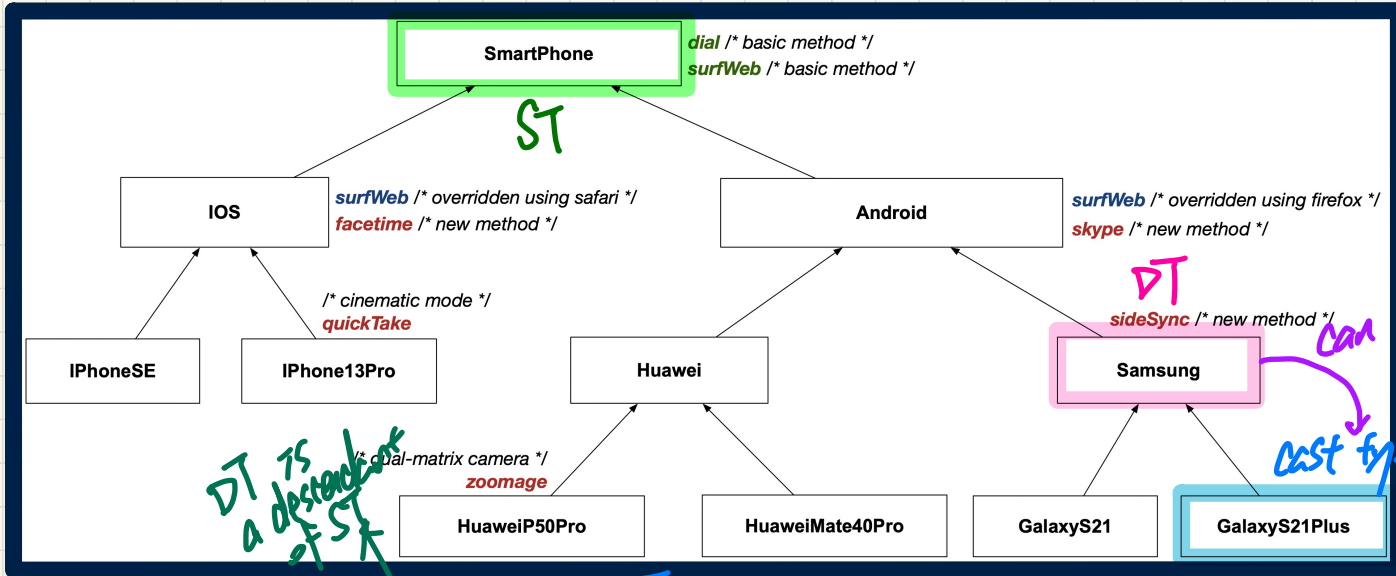 SmartPhone
dial /* basic method */
surfWeb /* basic method */
ST
IOS
surfWeb /* overridden using safari */
facetime /* new method */
Android
surfWeb /* overridden using firefox */
skype /* new method */
DT
/* cinematic mode */
quickTake
sideSync /* new method */
can
IPhoneSE
IPhone13Pro
Huawei
Samsung
DT is
a descendant
of ST
/* dual-matrix camera */
zoomage
cast
HuaweiP50Pro
HuaweiMate40Pro
GalaxyS21
GalaxyS21Plus